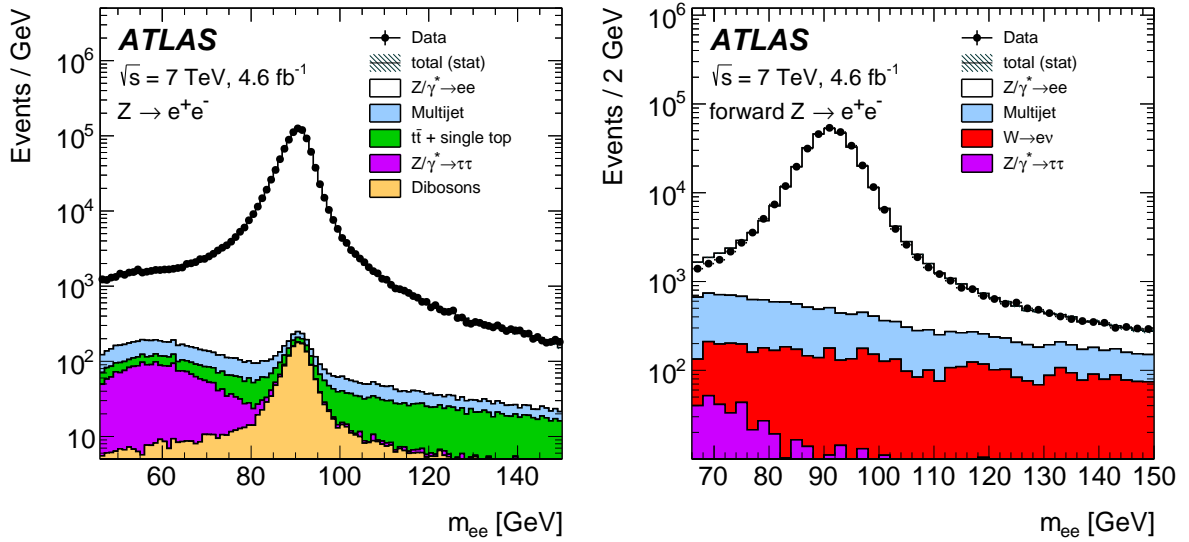 Events / GeV
ATLAS
√s = 7 TeV, 4.6 fb⁻¹
Z → e⁺e⁻
Data
total (stat)
Z/γ*→ee
Multijet
tt̄ + single top
Z/γ*→ττ
Dibosons
10⁶
10⁵
10⁴
10³
10²
10
60 80 100 120 140
m_ee [GeV]
Events / 2 GeV
ATLAS
√s = 7 TeV, 4.6 fb⁻¹
forward Z → e⁺e⁻
Data
total (stat)
Z/γ*→ee
Multijet
W→eν
Z/γ*→ττ
10⁶
10⁵
10⁴
10³
10²
70 80 90 100 110 120 130 140 150
m_ee [GeV]